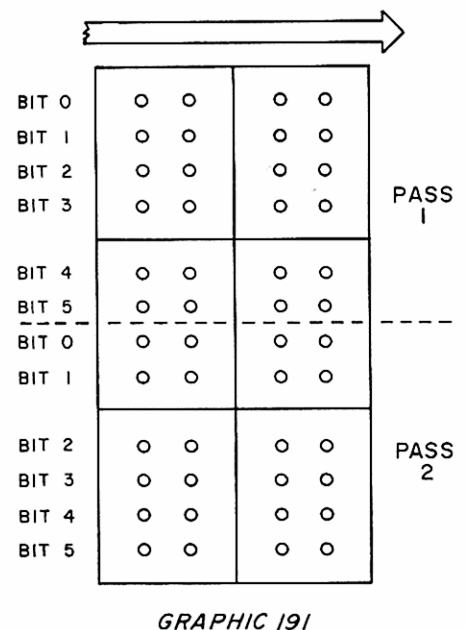 BIT 0
BIT 1
BIT 2
BIT 3
PASS
1
BIT 4
BIT 5
BIT 0
BIT 1
BIT 2
BIT 3
BIT 4
BIT 5
PASS
2
GRAPHIC 191